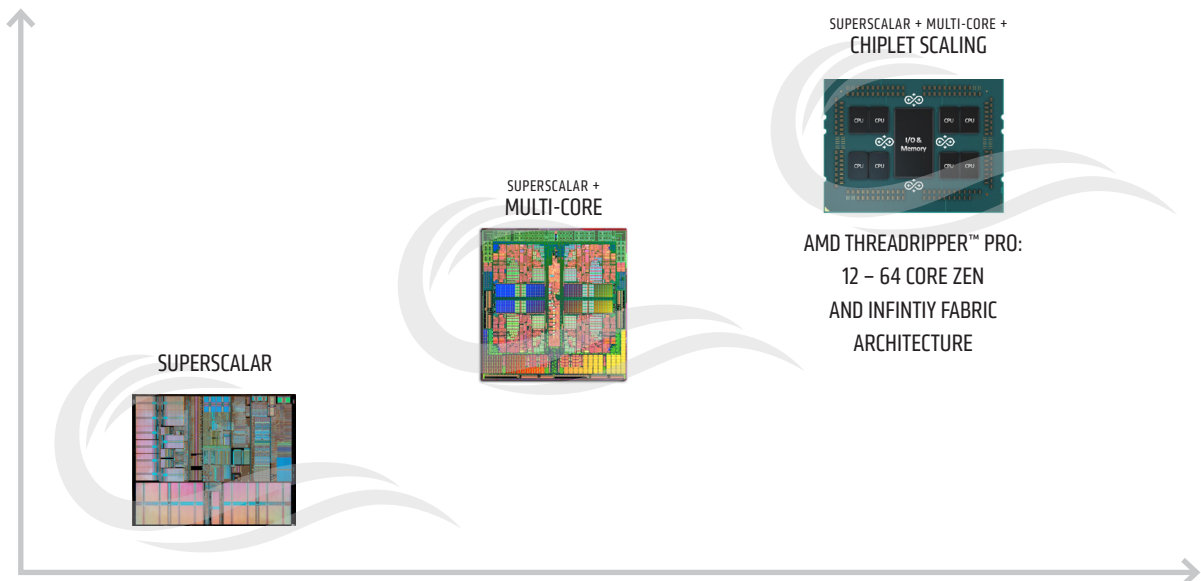 SUPERSCALAR + MULTI-CORE +
CHIPLET SCALING
CPU CPU
CPU CPU
I/O &
Memory
CPU CPU
CPU CPU
AMD THREADRIPPER™ PRO:
12 – 64 CORE ZEN
AND INFINTIY FABRIC
ARCHITECTURE
SUPERSCALAR +
MULTI-CORE
SUPERSCALAR